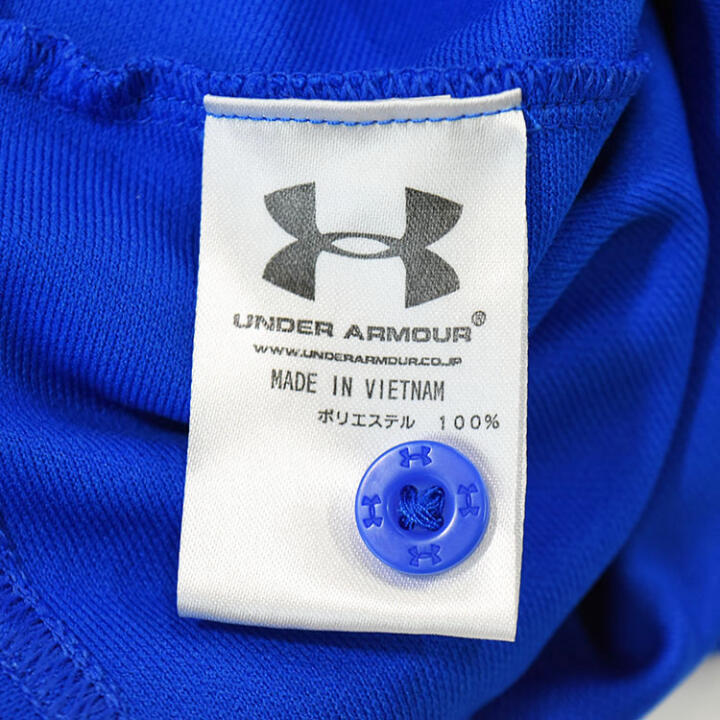 UNDER ARMOUR®
WWW.UNDERARMOUR.CO.JP
MADE IN VIETNAM
ポリエステル 100%